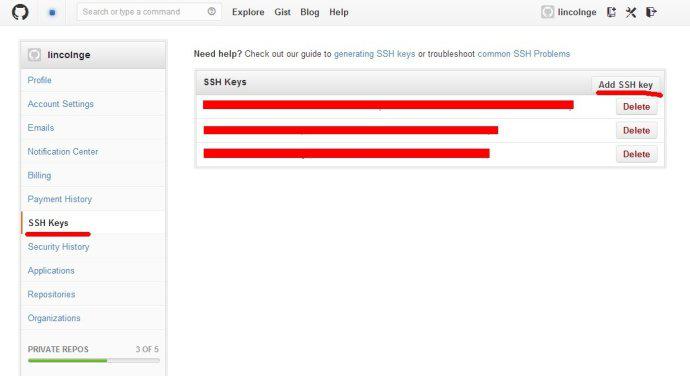 Search or type a command
Explore Gist Blog Help
lincolnge
lincolnge
Profile
Account Settings
Emails
Notification Center
Billing
Payment History
SSH Keys
Security History
Applications
Repositories
Organizations
PRIVATE REPOS 3 OF 5
Need help? Check out our guide to generating SSH keys or troubleshoot common SSH Problems
SSH Keys Add SSH key
Delete
Delete
Delete